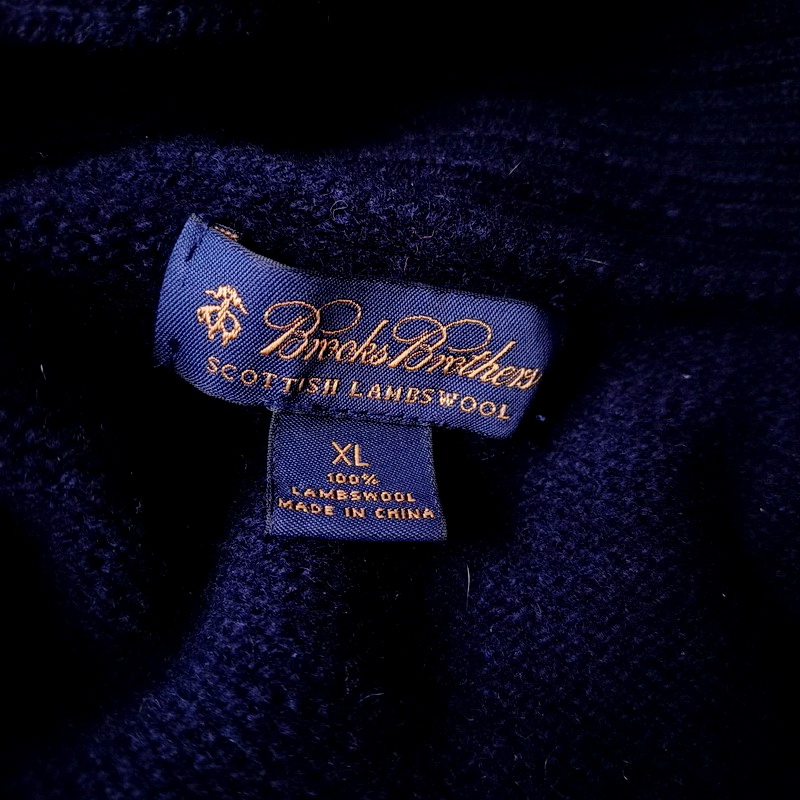 Brooks Brothers
SCOTTISH LAMBSWOOL
XL
100%
LAMBSWOOL
MADE IN CHINA